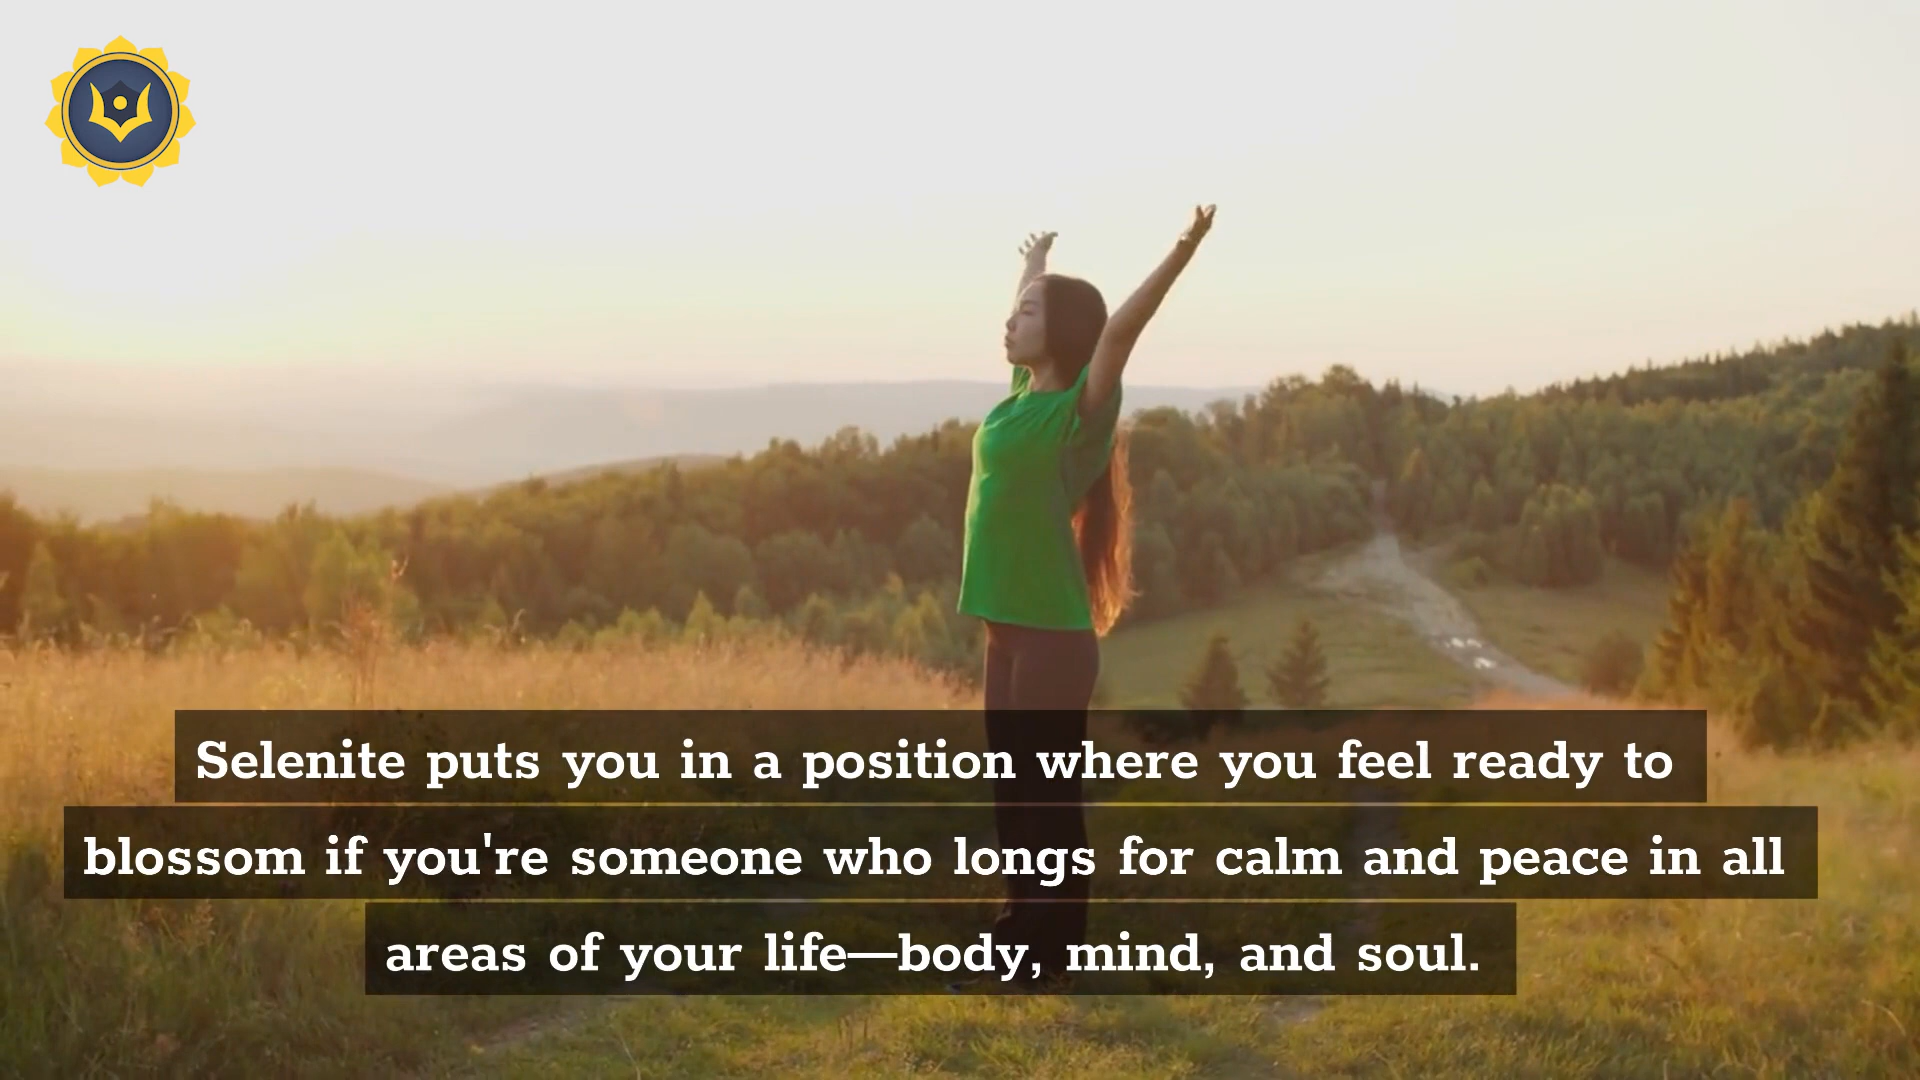 Selenite puts you in a position where you feel ready to
blossom if you're someone who longs for calm and peace in all
areas of your life—body, mind, and soul.